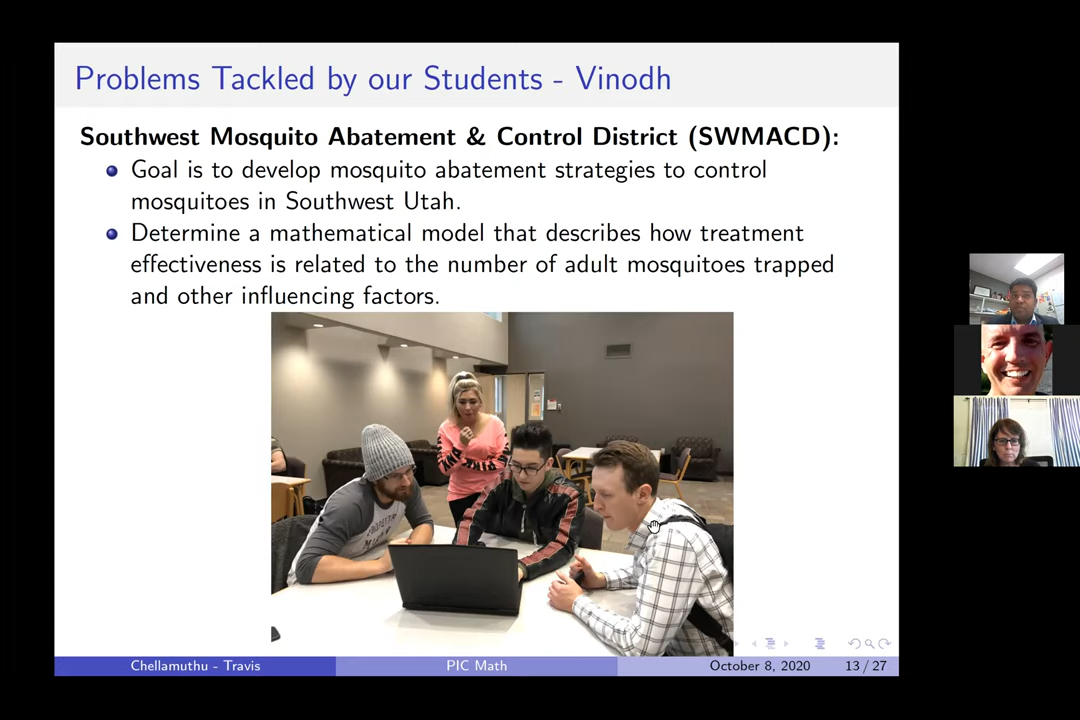 Problems Tackled by our Students - Vinodh
Southwest Mosquito Abatement & Control District (SWMACD):
Goal is to develop mosquito abatement strategies to control
mosquitoes in Southwest Utah.
Determine a mathematical model that describes how treatment
effectiveness is related to the number of adult mosquitoes trapped
and other influencing factors.
Chellamuthu - Travis
PIC Math
October 8, 2020
13 / 27